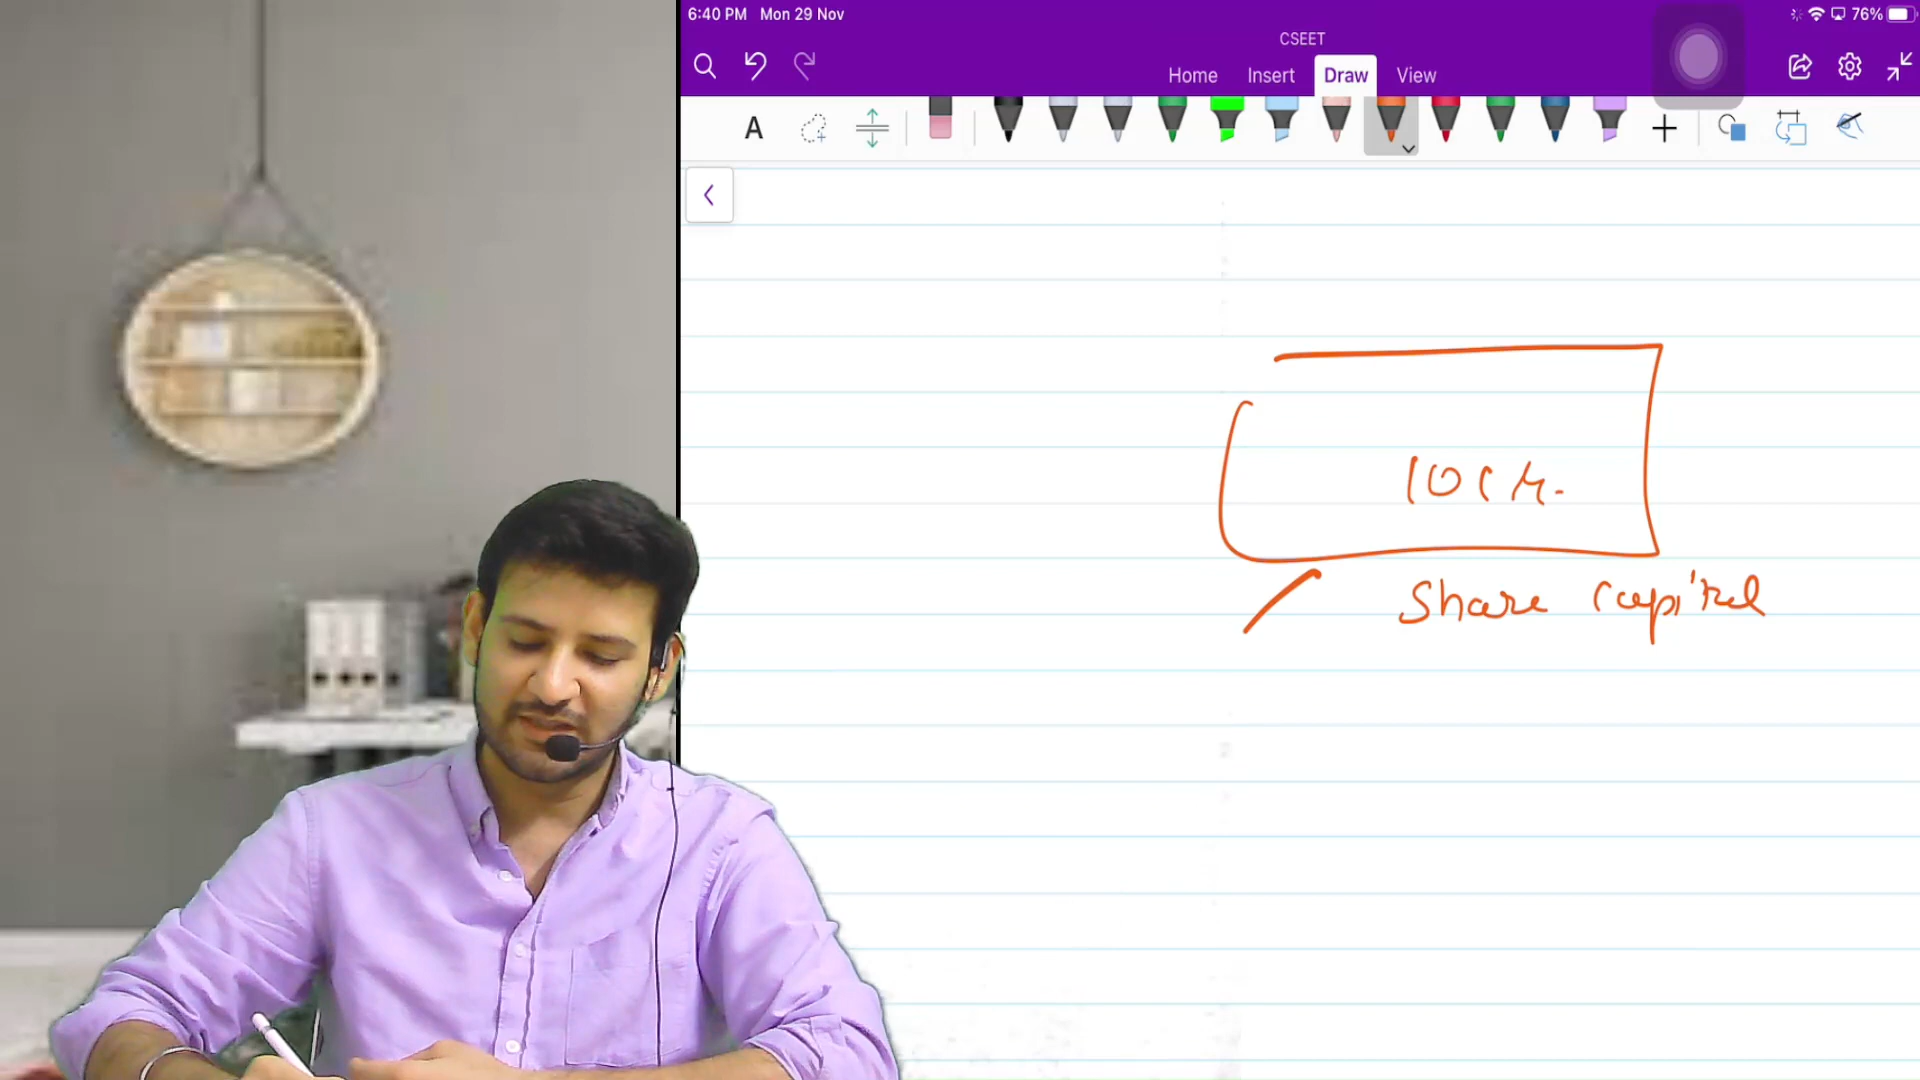 6:40 PM Mon 29 Nov 76%
CSEET
Home Insert Draw View
A
10 Cr.
Share Capital